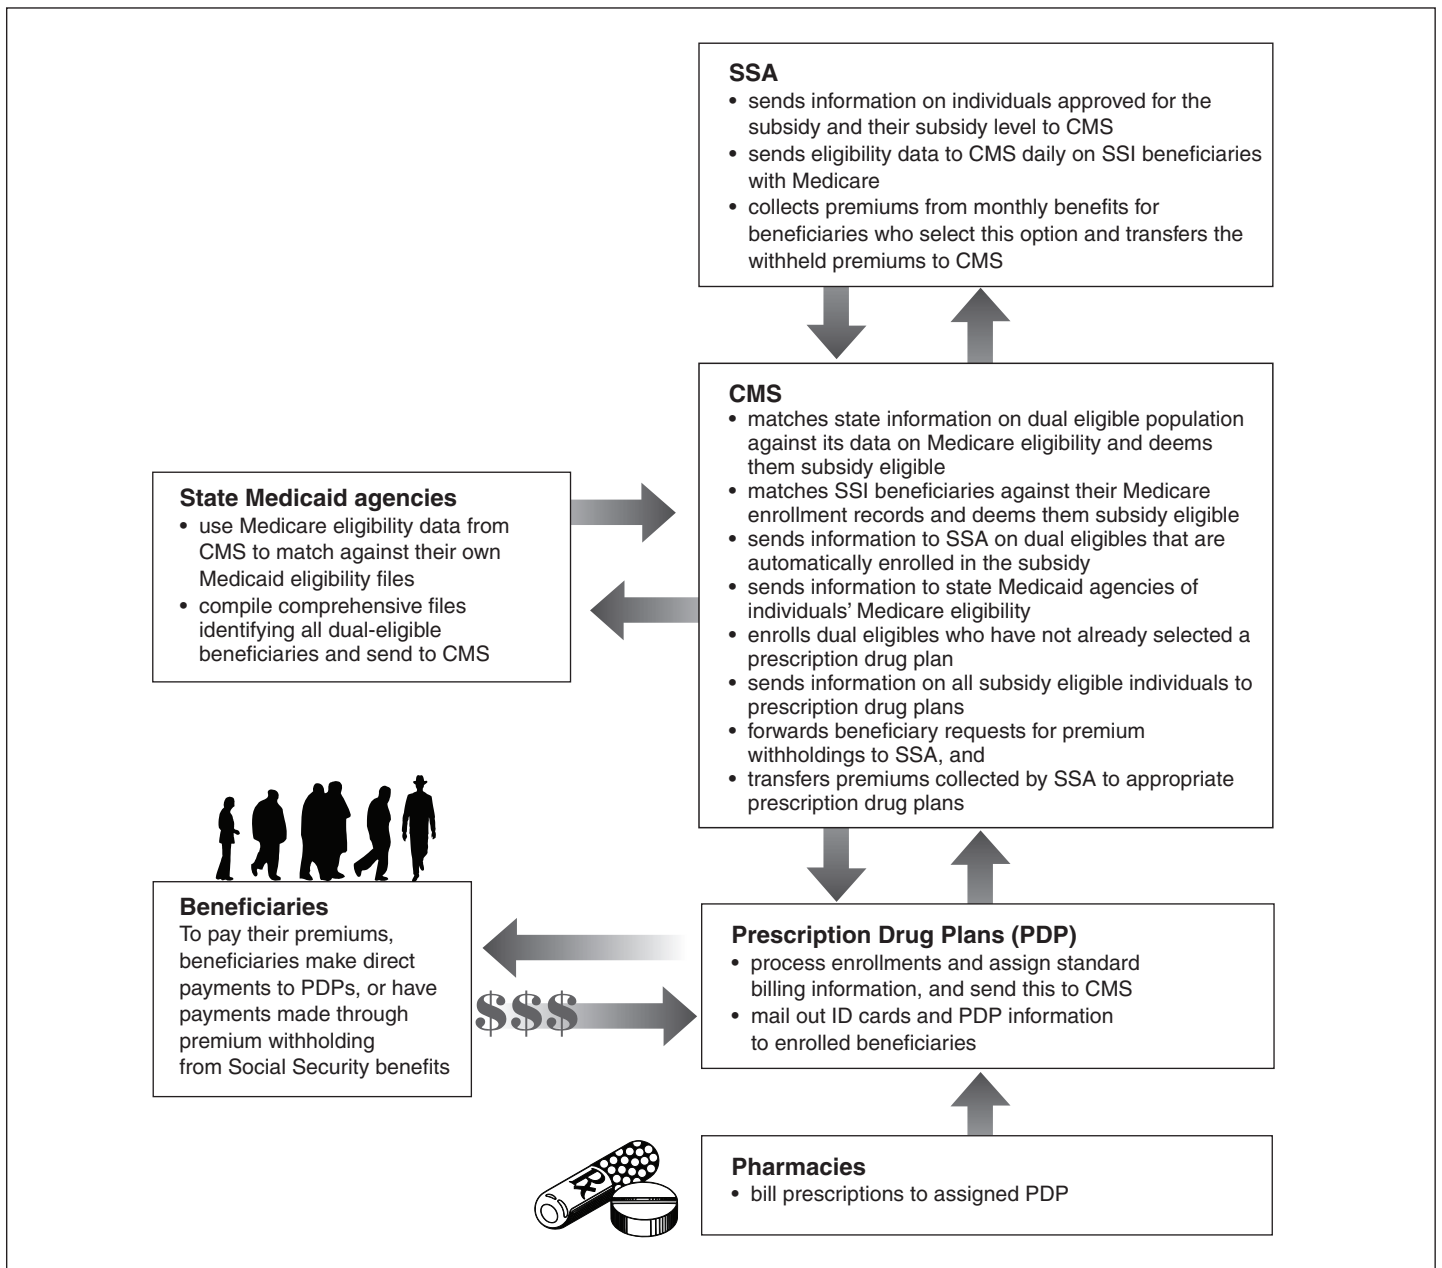 SSA
• sends information on individuals approved for the
subsidy and their subsidy level to CMS
• sends eligibility data to CMS daily on SSI beneficiaries
with Medicare
• collects premiums from monthly benefits for
beneficiaries who select this option and transfers the
withheld premiums to CMS
CMS
• matches state information on dual eligible population
against its data on Medicare eligibility and deems
them subsidy eligible
• matches SSI beneficiaries against their Medicare
enrollment records and deems them subsidy eligible
• sends information to SSA on dual eligibles that are
automatically enrolled in the subsidy
• sends information to state Medicaid agencies of
individuals’ Medicare eligibility
• enrolls dual eligibles who have not already selected a
prescription drug plan
• sends information on all subsidy eligible individuals to
prescription drug plans
• forwards beneficiary requests for premium
withholdings to SSA, and
• transfers premiums collected by SSA to appropriate
prescription drug plans
State Medicaid agencies
• use Medicare eligibility data from
CMS to match against their own
Medicaid eligibility files
• compile comprehensive files
identifying all dual-eligible
beneficiaries and send to CMS
Beneficiaries
To pay their premiums,
beneficiaries make direct
payments to PDPs, or have
payments made through
premium withholding
from Social Security benefits
$$$
Prescription Drug Plans (PDP)
• process enrollments and assign standard
billing information, and send this to CMS
• mail out ID cards and PDP information
to enrolled beneficiaries
Rx
Pharmacies
• bill prescriptions to assigned PDP